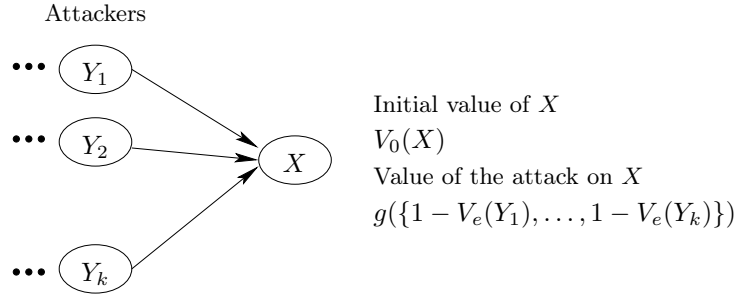 Attackers
••• Y₁
••• Y₂
X
••• Yₖ
Initial value of X
V₀(X)
Value of the attack on X
g({1 − Vₑ(Y₁), . . . , 1 − Vₑ(Yₖ)})